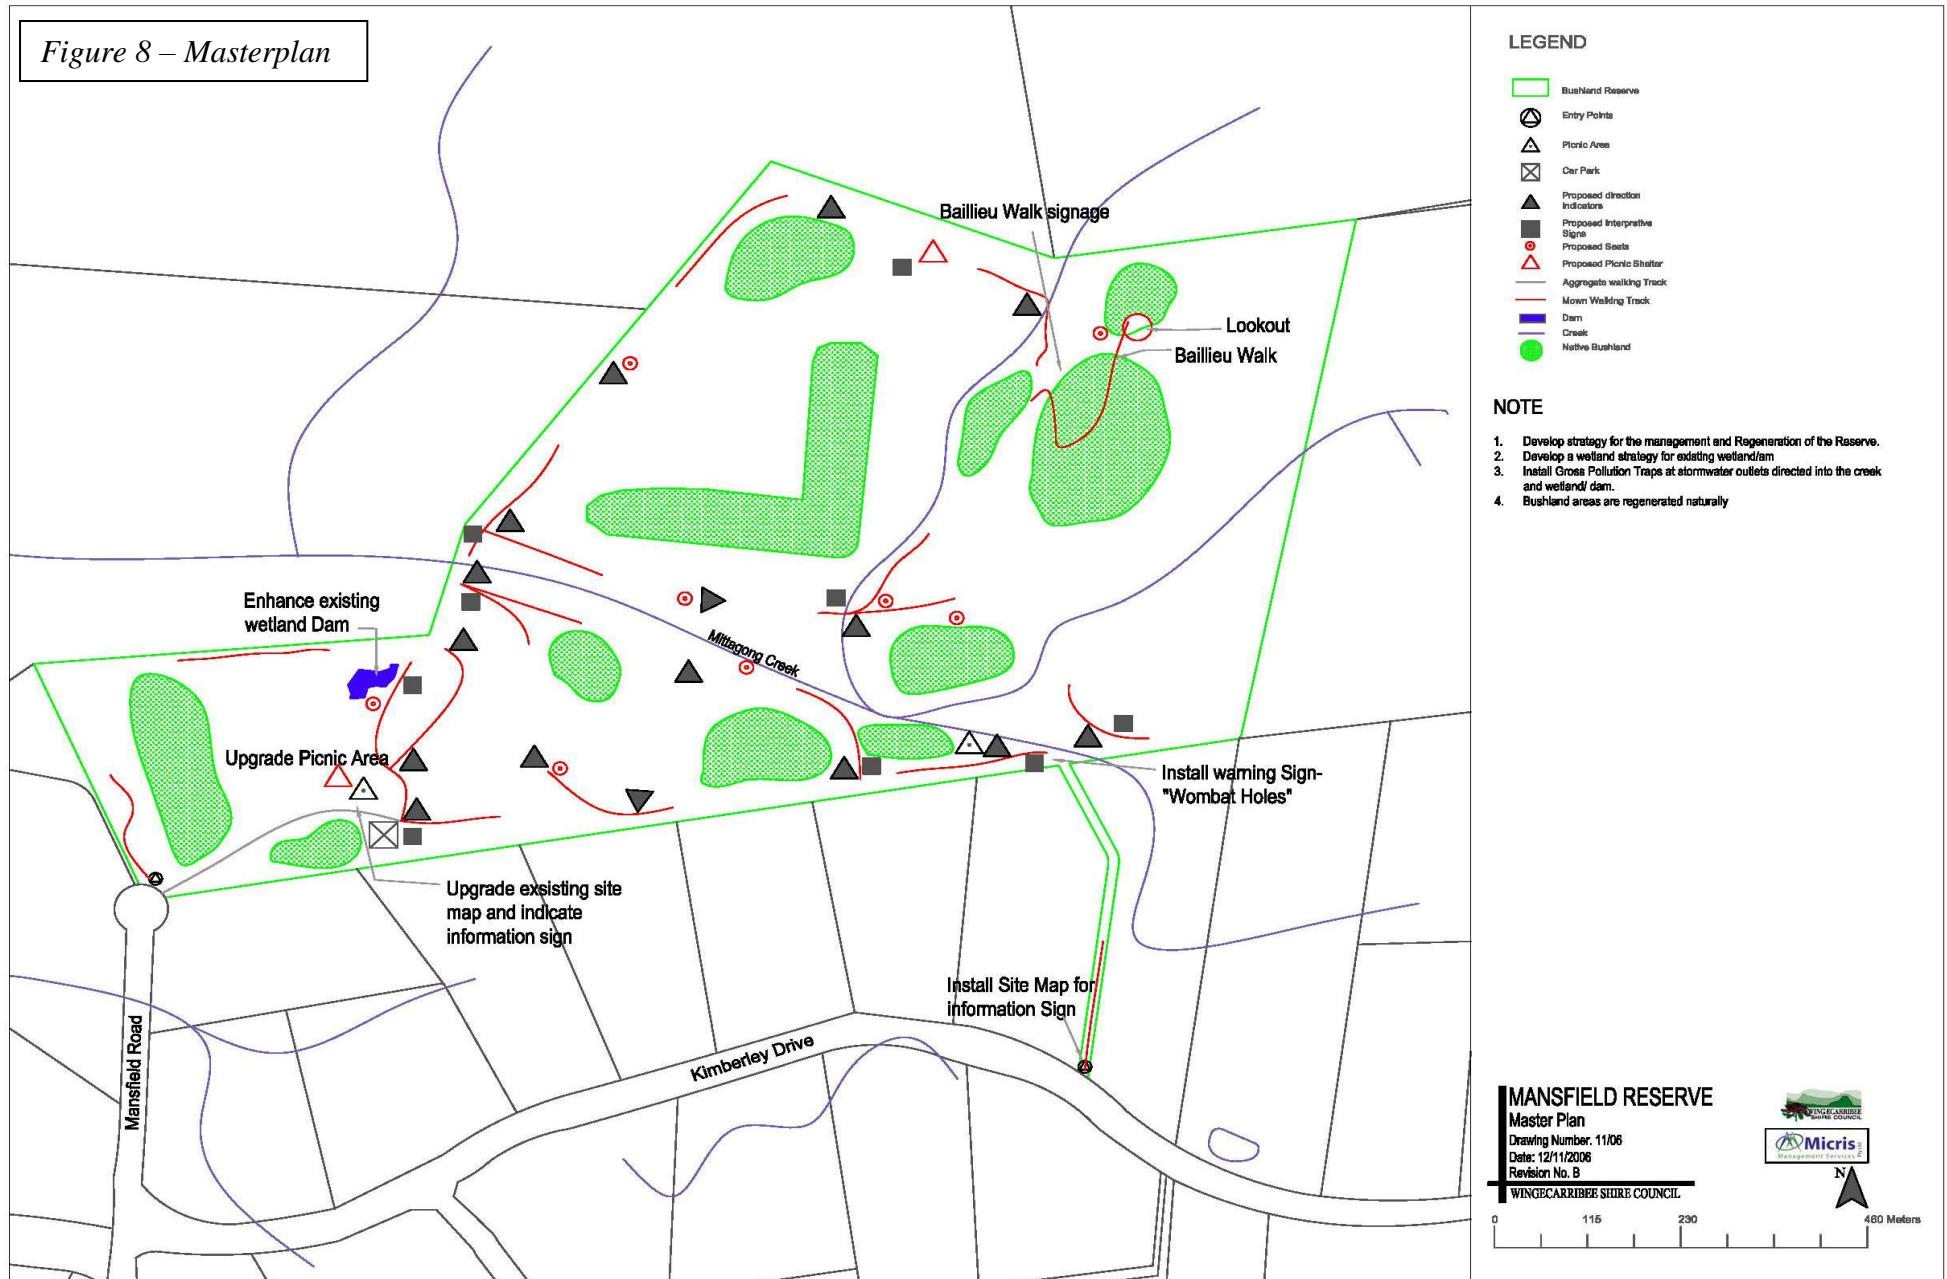 Figure 8 – Masterplan
Baillieu Walk signage
Lookout
Baillieu Walk
Enhance existing
wetland Dam
Mittagong Creek
Upgrade Picnic Area
Install warning Sign-
"Wombat Holes"
Upgrade exsisting site
map and indicate
information sign
Install Site Map for
information Sign
Mansfield Road
Kimberley Drive
LEGEND
Bushland Reserve
Entry Points
Picnic Area
Car Park
Proposed direction
Indicators
Proposed Interpretive
Signs
Proposed Seats
Proposed Picnic Shelter
Aggregate walking Track
Mown Walking Track
Dam
Creek
Native Bushland
NOTE
1. Develop strategy for the management and Regeneration of the Reserve.
2. Develop a wetland strategy for existing wetland/am
3. Install Gross Pollution Traps at stormwater outlets directed into the creek
and wetland/ dam.
4. Bushland areas are regenerated naturally
MANSFIELD RESERVE
Master Plan
Drawing Number. 11/06
Date: 12/11/2006
Revision No. B
WINGECARRIBEE SHIRE COUNCIL
WINGECARRIBEE
SHIRE COUNCIL
Micris
Management Services
Pty Ltd
N
0 115 230 460 Meters